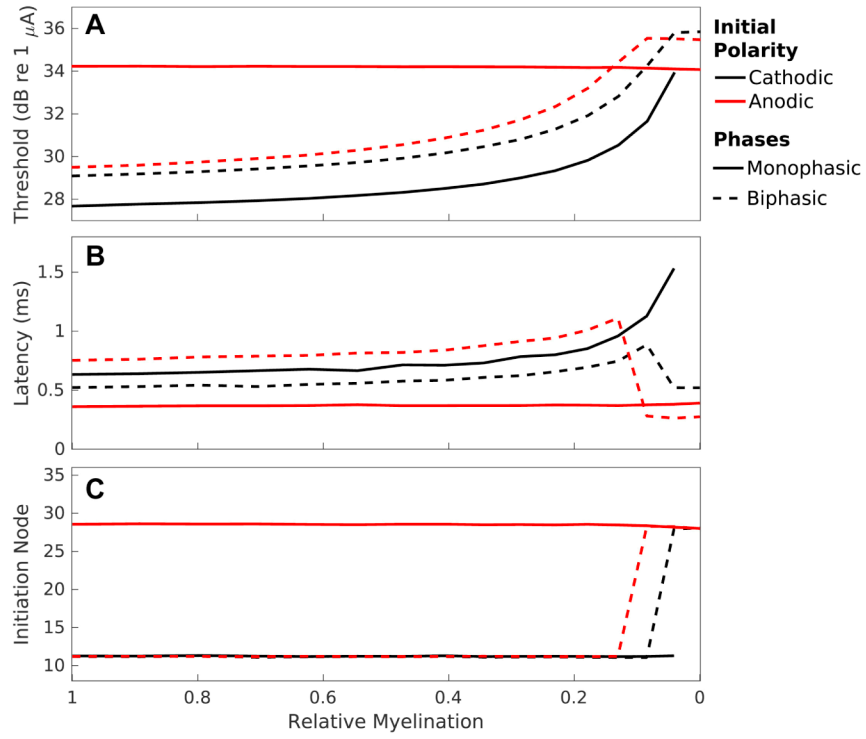 A
Threshold (dB re 1 μA)
36
34
32
30
28
Initial
Polarity
Cathodic
Anodic
Phases
Monophasic
Biphasic
B
Latency (ms)
1.5
1
0.5
0
C
Initiation Node
35
30
25
20
15
10
1
0.8
0.6
0.4
0.2
0
Relative Myelination